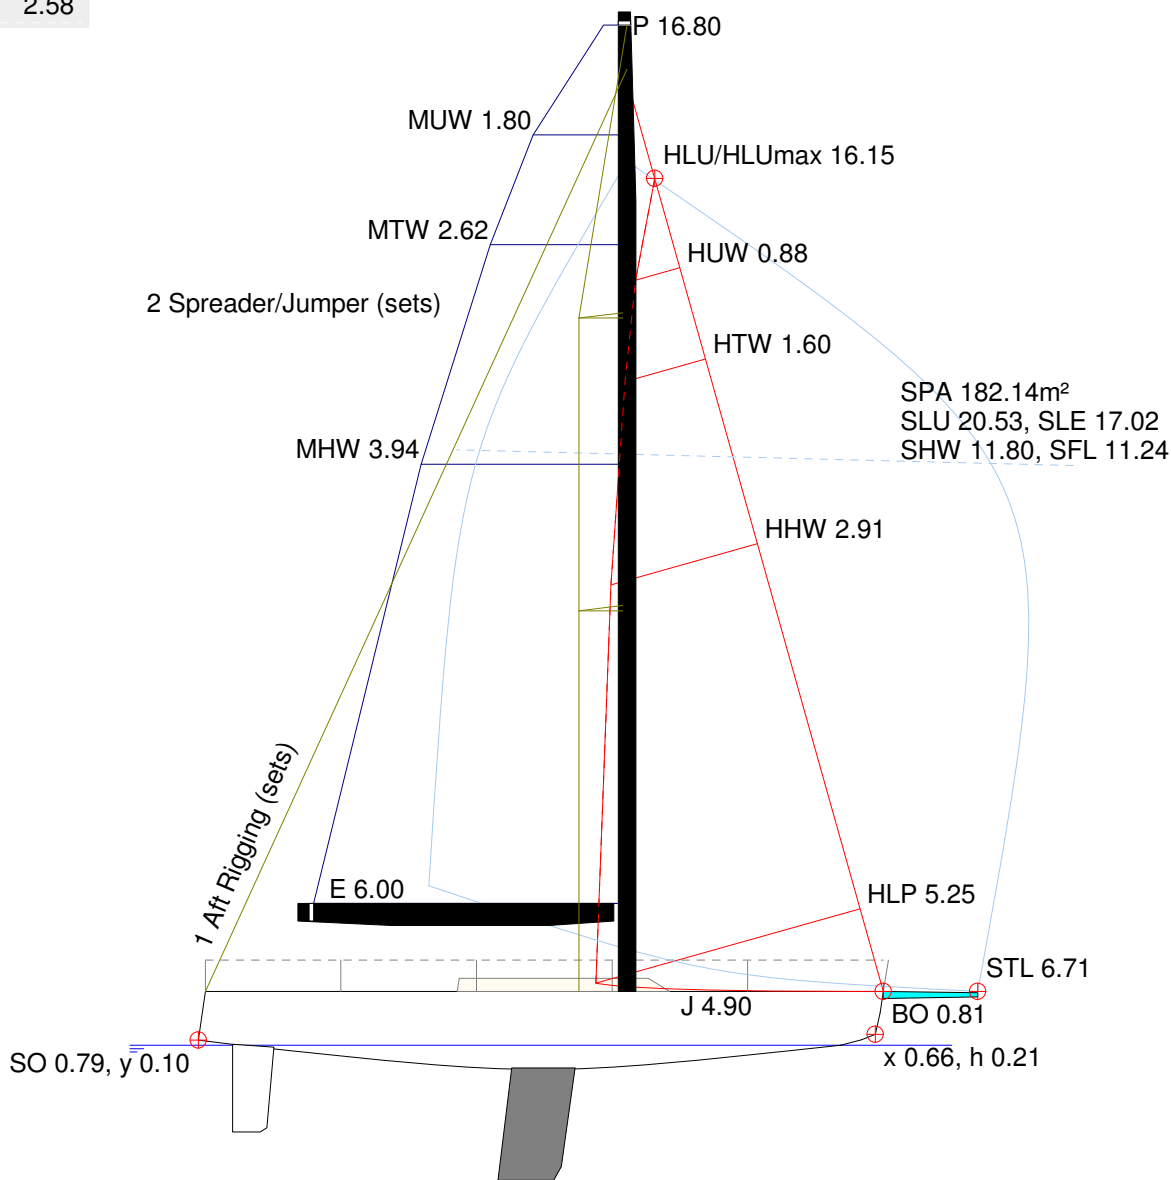 2.58
P 16.80
MUW 1.80
HLU/HLUmax 16.15
MTW 2.62
HUW 0.88
2 Spreader/Jumper (sets)
HTW 1.60
SPA 182.14m²
SLU 20.53, SLE 17.02
SHW 11.80, SFL 11.24
MHW 3.94
HHW 2.91
1 Aft Rigging (sets)
E 6.00
HLP 5.25
STL 6.71
J 4.90
BO 0.81
SO 0.79, y 0.10
x 0.66, h 0.21